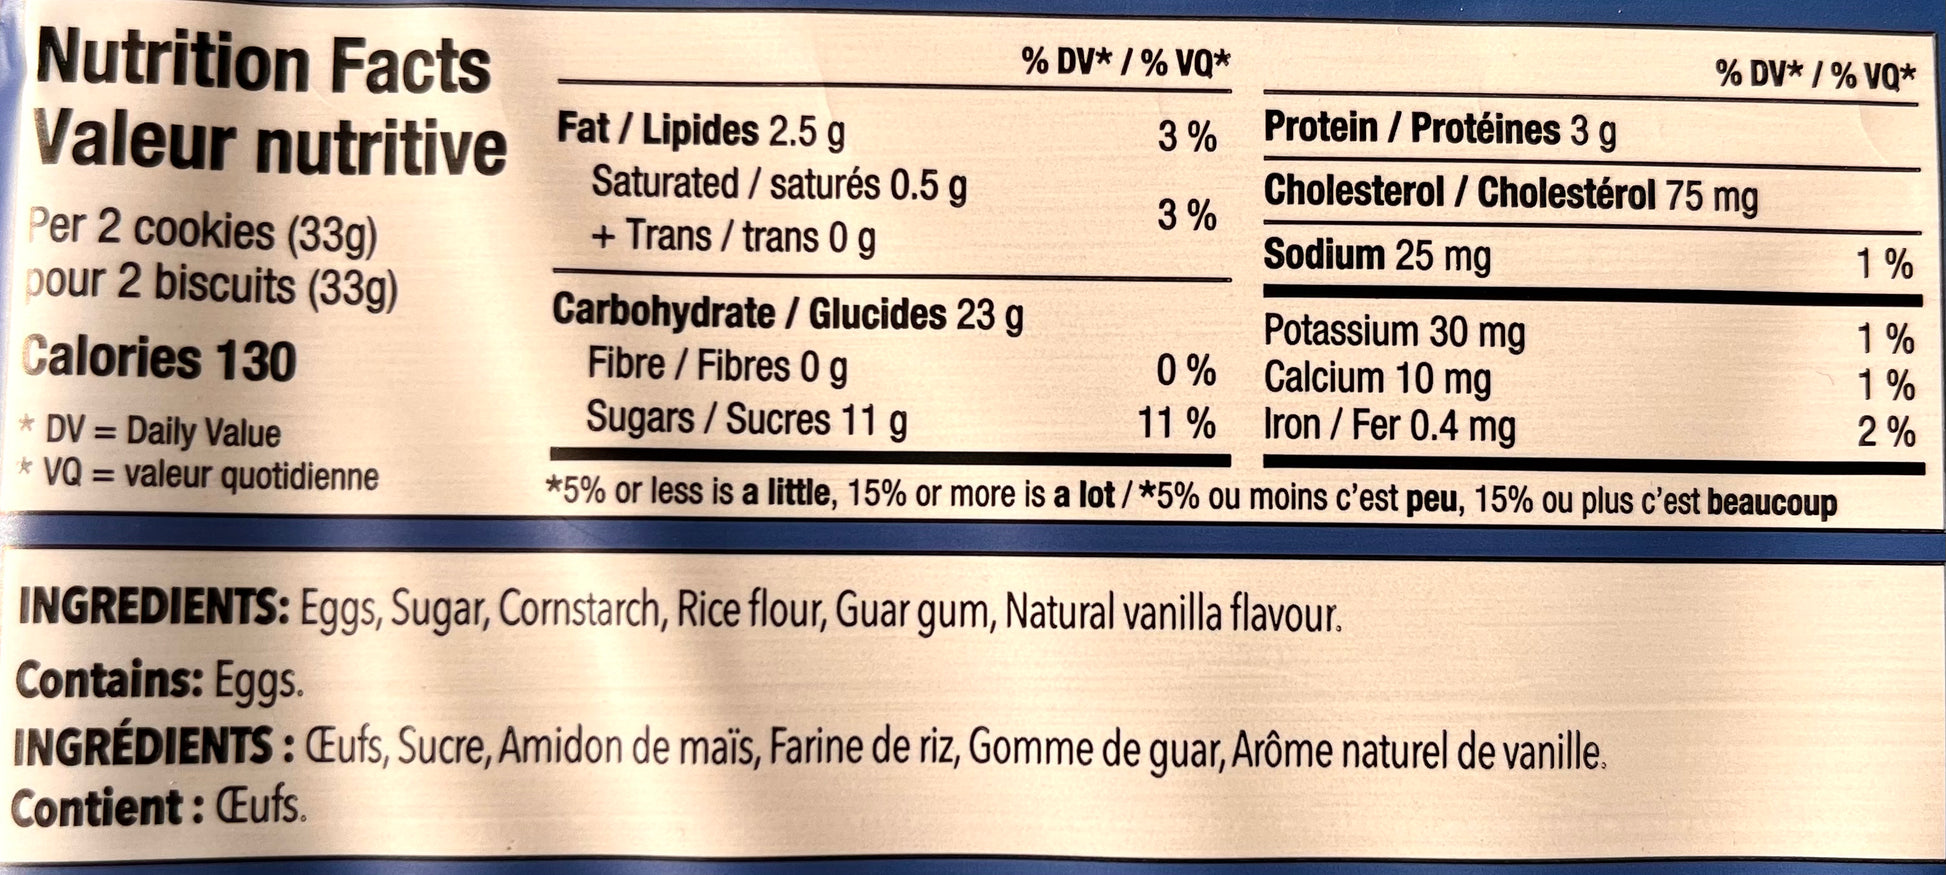 Nutrition Facts
Valeur nutritive
Per 2 cookies (33g)
pour 2 biscuits (33g)
Calories 130
* DV = Daily Value
* VQ = valeur quotidienne
% DV* / % VQ*
Fat / Lipides 2.5 g 3 %
Saturated / saturés 0.5 g
+ Trans / trans 0 g 3 %
Carbohydrate / Glucides 23 g
Fibre / Fibres 0 g 0 %
Sugars / Sucres 11 g 11 %
% DV* / % VQ*
Protein / Protéines 3 g
Cholesterol / Cholestérol 75 mg
Sodium 25 mg 1 %
Potassium 30 mg 1 %
Calcium 10 mg 1 %
Iron / Fer 0.4 mg 2 %
*5% or less is a little, 15% or more is a lot / *5% ou moins c'est peu, 15% ou plus c'est beaucoup
INGREDIENTS: Eggs, Sugar, Cornstarch, Rice flour, Guar gum, Natural vanilla flavour.
Contains: Eggs.
INGRÉDIENTS : Œufs, Sucre, Amidon de maïs, Farine de riz, Gomme de guar, Arôme naturel de vanille.
Contient : Œufs.